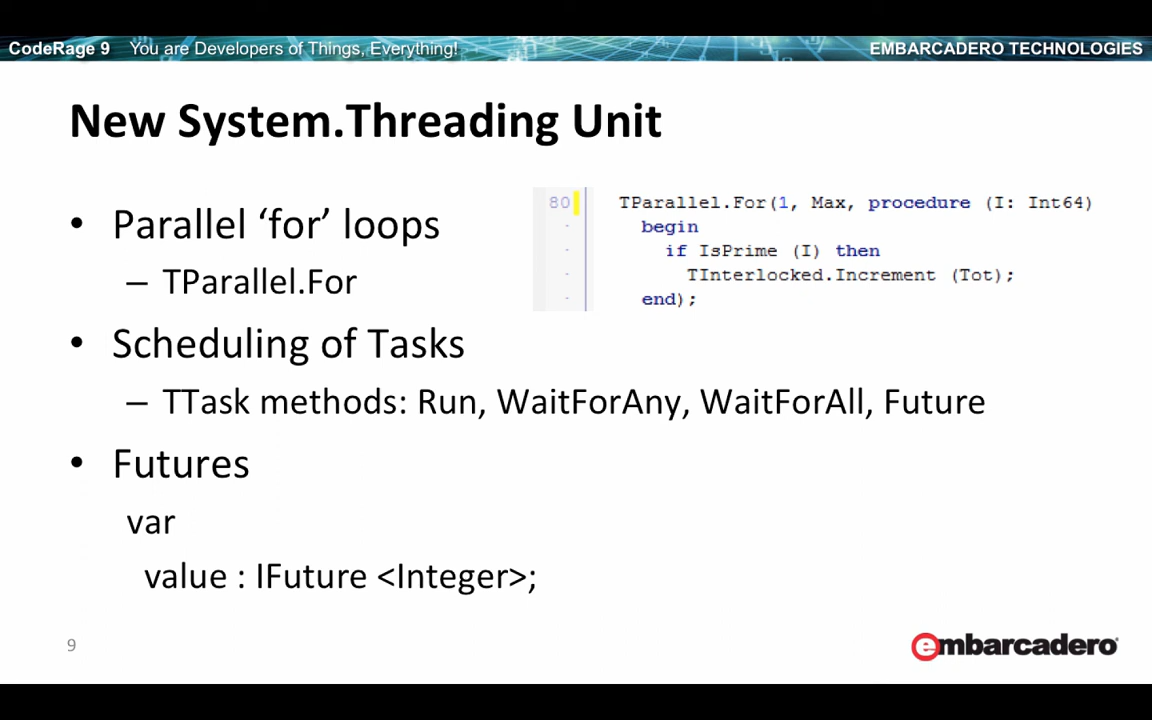 CodeRage 9 You are Developers of Things, Everything!
EMBARCADERO TECHNOLOGIES
New System.Threading Unit
• Parallel ‘for’ loops
– TParallel.For
80 TParallel.For(1, Max, procedure (I: Int64)
begin
if IsPrime (I) then
TInterlocked.Increment (Tot);
end);
• Scheduling of Tasks
– TTask methods: Run, WaitForAny, WaitForAll, Future
• Futures
var
value : IFuture <Integer>;
9
embarcadero